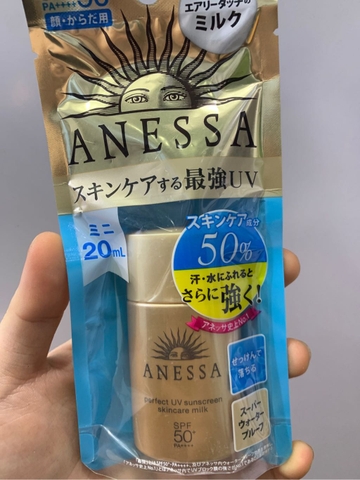 PA++++ 50
顔・からだ用
エアリータッチの
ミルク
ANESSA
スキンケアする最強UV
ミニ
20mL
スキンケア成分
50%
汗・水にふれると
さらに強く!
アネッサ史上No.1
せっけんで
落ちる
スーパー
ウォーター
プルーフ
ANESSA
Perfect UV sunscreen
skincare milk
SPF
50+
PA++++